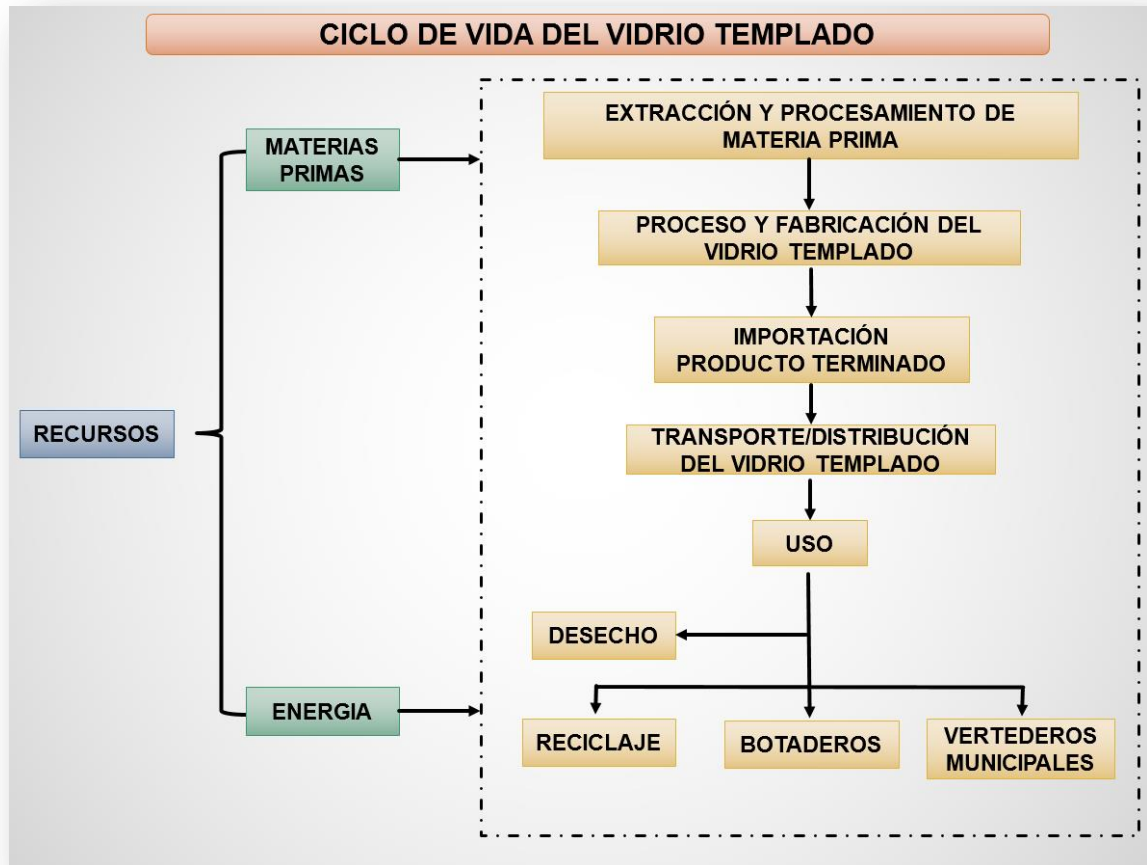 CICLO DE VIDA DEL VIDRIO TEMPLADO
EXTRACCIÓN Y PROCESAMIENTO DE
MATERIA PRIMA
MATERIAS
PRIMAS
PROCESO Y FABRICACIÓN DEL
VIDRIO TEMPLADO
IMPORTACIÓN
PRODUCTO TERMINADO
RECURSOS
TRANSPORTE/DISTRIBUCIÓN
DEL VIDRIO TEMPLADO
USO
DESECHO
ENERGIA
RECICLAJE
BOTADEROS
VERTEDEROS
MUNICIPALES